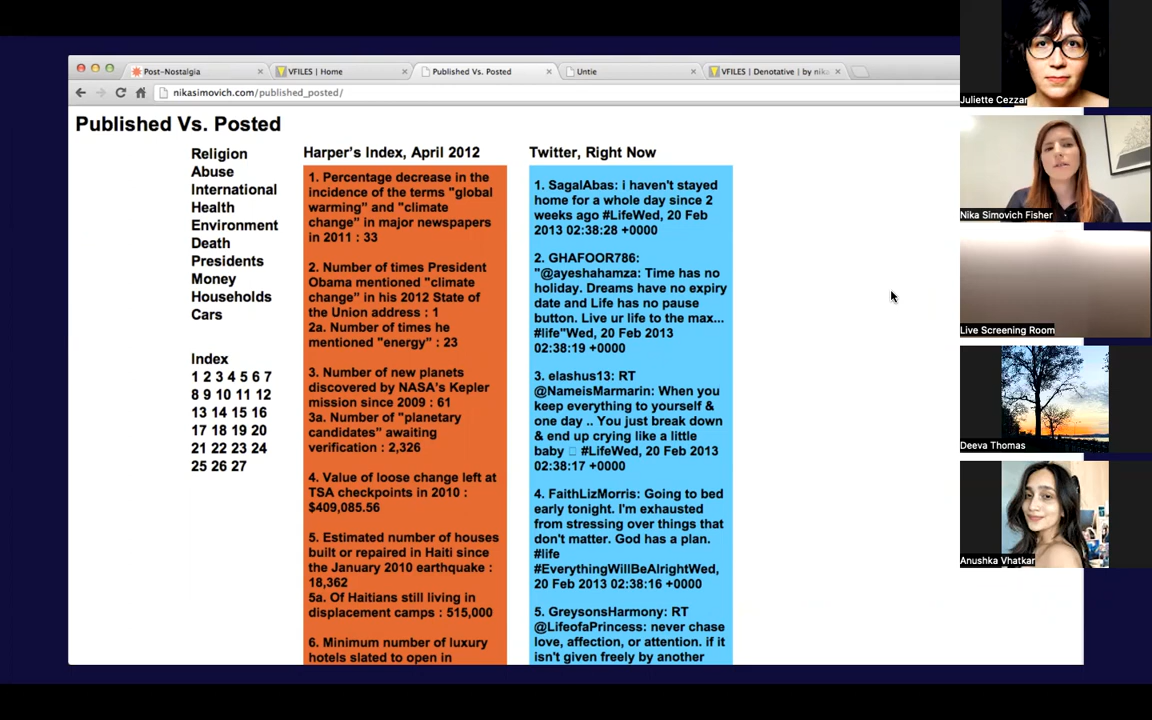 Post-Nostalgia
VFILES | Home
Published Vs. Posted
Untie
VFILES | Denotative | by nik
nikasimovich.com/published_posted/
Published Vs. Posted
Religion
Abuse
International
Health
Environment
Death
Presidents
Money
Households
Cars
Index
1 2 3 4 5 6 7
8 9 10 11 12
13 14 15 16
17 18 19 20
21 22 23 24
25 26 27
Harper's Index, April 2012
1. Percentage decrease in the
incidence of the terms "global
warming" and "climate
change" in major newspapers
in 2011 : 33
2. Number of times President
Obama mentioned "climate
change" in his 2012 State of
the Union address : 1
2a. Number of times he
mentioned "energy" : 23
3. Number of new planets
discovered by NASA's Kepler
mission since 2009 : 61
3a. Number of "planetary
candidates" awaiting
verification : 2,326
4. Value of loose change left at
TSA checkpoints in 2010 :
$409,085.56
5. Estimated number of houses
built or repaired in Haiti since
the January 2010 earthquake :
18,362
5a. Of Haitians still living in
displacement camps : 515,000
6. Minimum number of luxury
hotels slated to open in
Twitter, Right Now
1. SagalAbas: i haven't stayed
home for a whole day since 2
weeks ago #LifeWed, 20 Feb
2013 02:38:28 +0000
2. GHAFOOR786:
"@ayeshahamza: Time has no
holiday. Dreams have no expiry
date and Life has no pause
button. Live ur life to the max...
#life"Wed, 20 Feb 2013
02:38:19 +0000
3. elashus13: RT
@NameisMarmarin: When you
keep everything to yourself &
one day .. You just break down
& end up crying like a little
baby #LifeWed, 20 Feb 2013
02:38:17 +0000
4. FaithLizMorris: Going to bed
early tonight. I'm exhausted
from stressing over things that
don't matter. God has a plan.
#life
#EverythingWillBeAlrightWed,
20 Feb 2013 02:38:16 +0000
5. GreysonsHarmony: RT
@LifeofaPrincess: never chase
love, affection, or attention. if it
isn't given freely by another
Juliette Cezzar
Nika Simovich Fisher
Live Screening Room
Deeva Thomas
Anushka Vhatkar